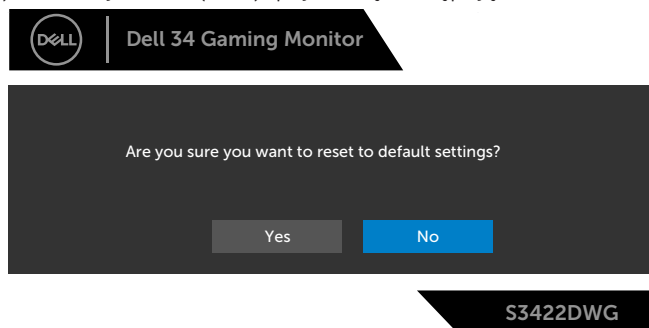 DELL
Dell 34 Gaming Monitor
Are you sure you want to reset to default settings?
Yes
No
S3422DWG